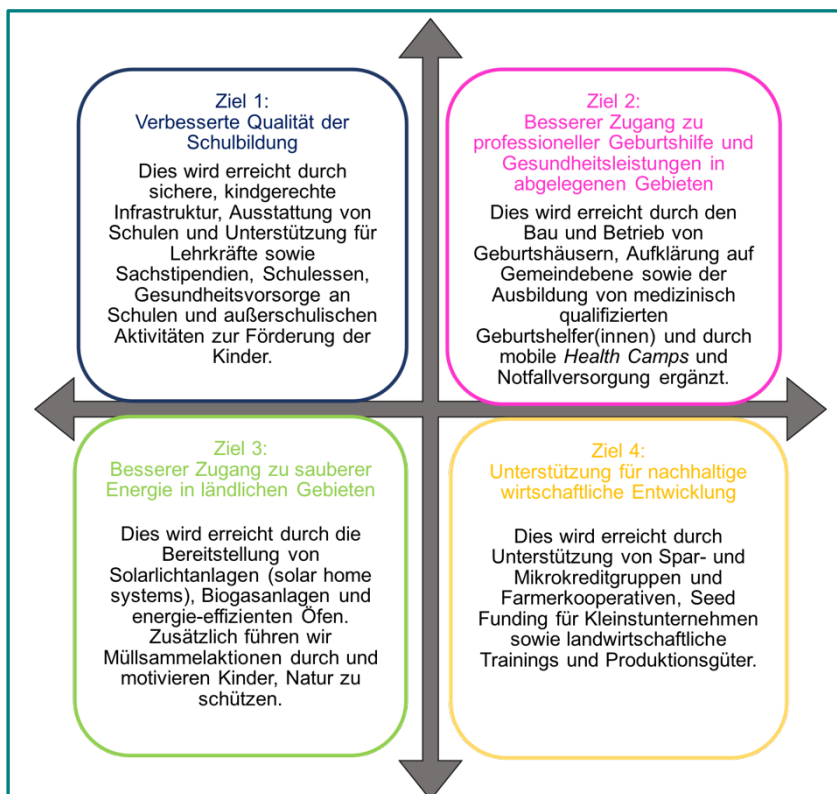 Ziel 1:
Verbesserte Qualität der
Schulbildung
Dies wird erreicht durch
sichere, kindgerechte
Infrastruktur, Ausstattung von
Schulen und Unterstützung für
Lehrkräfte sowie
Sachstipendien, Schulessen,
Gesundheitsvorsorge an
Schulen und außerschulischen
Aktivitäten zur Förderung der
Kinder.
Ziel 2:
Besserer Zugang zu
professioneller Geburtshilfe und
Gesundheitsleistungen in
abgelegenen Gebieten
Dies wird erreicht durch den
Bau und Betrieb von
Geburtshäusern, Aufklärung auf
Gemeindebene sowie der
Ausbildung von medizinisch
qualifizierten
Geburtshelfer(innen) und durch
mobile Health Camps und
Notfallversorgung ergänzt.
Ziel 3:
Besserer Zugang zu sauberer
Energie in ländlichen Gebieten
Dies wird erreicht durch die
Bereitstellung von
Solarlichtanlagen (solar home
systems), Biogasanlagen und
energie-effizienten Öfen.
Zusätzlich führen wir
Müllsammelaktionen durch und
motivieren Kinder, Natur zu
schützen.
Ziel 4:
Unterstützung für nachhaltige
wirtschaftliche Entwicklung
Dies wird erreicht durch
Unterstützung von Spar- und
Mikrokreditgruppen und
Farmerkooperativen, Seed
Funding für Kleinstunternehmen
sowie landwirtschaftliche
Trainings und Produktionsgüter.